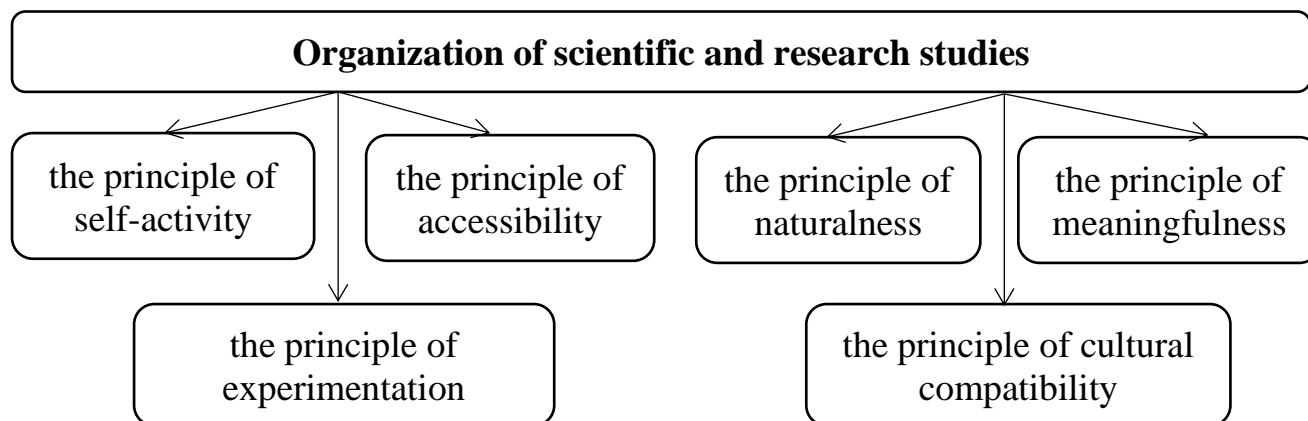 Organization of scientific and research studies
the principle of
self-activity
the principle of
accessibility
the principle of
naturalness
the principle of
meaningfulness
the principle of
experimentation
the principle of cultural
compatibility